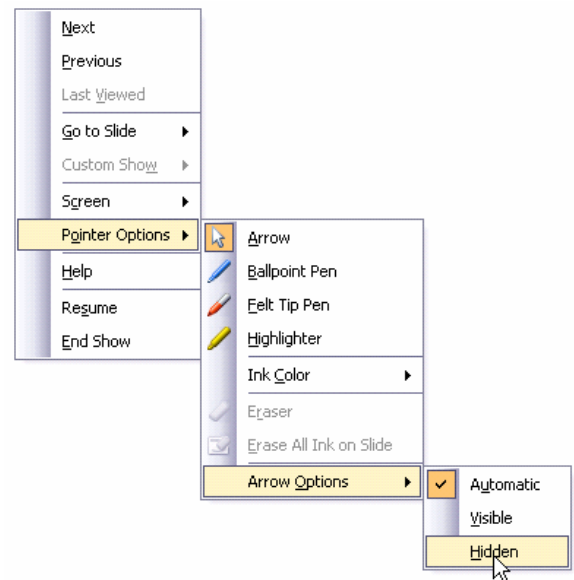 Next
Previous
Last Viewed
Go to Slide
Custom Show
Screen
Pointer Options
Help
Resume
End Show
Arrow
Ballpoint Pen
Felt Tip Pen
Highlighter
Ink Color
Eraser
Erase All Ink on Slide
Arrow Options
Automatic
Visible
Hidden